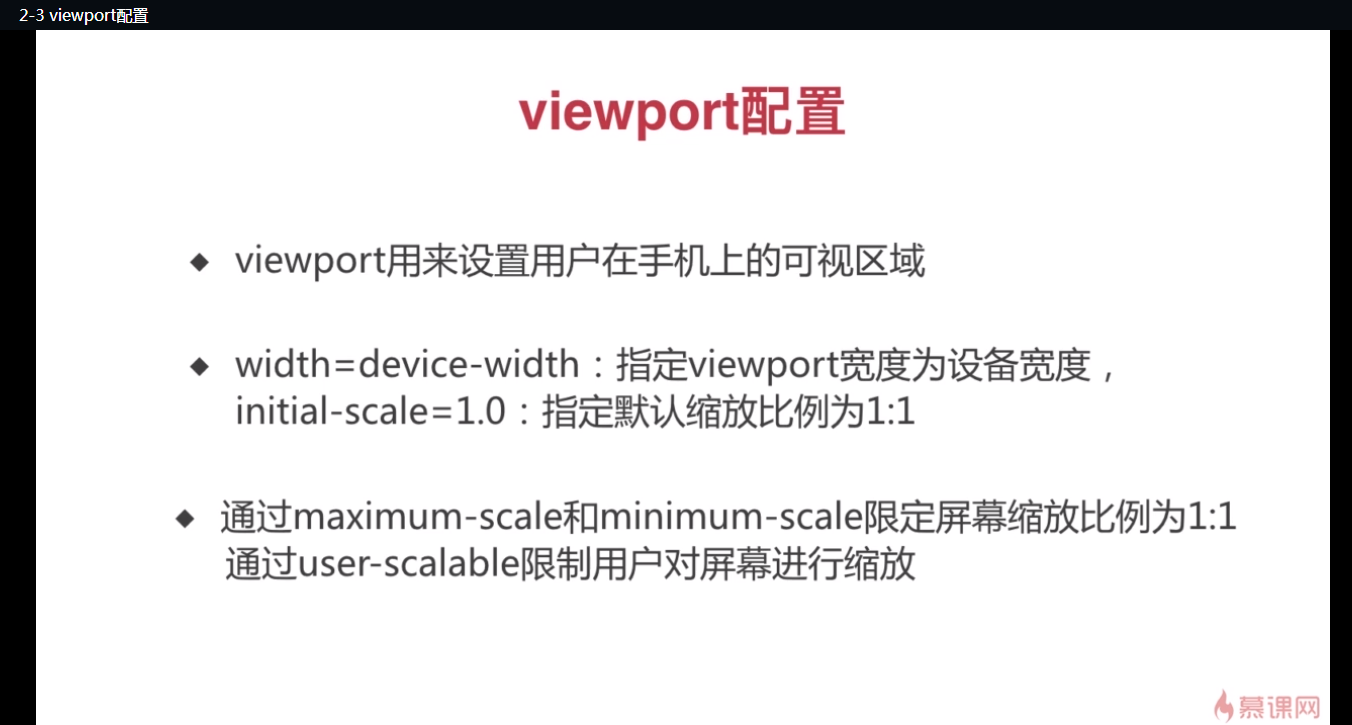 2-3 viewport配置
viewport配置
◆ viewport用来设置用户在手机上的可视区域
◆ width=device-width：指定viewport宽度为设备宽度，
initial-scale=1.0：指定默认缩放比例为1:1
◆ 通过maximum-scale和minimum-scale限定屏幕缩放比例为1:1
通过user-scalable限制用户对屏幕进行缩放
慕课网